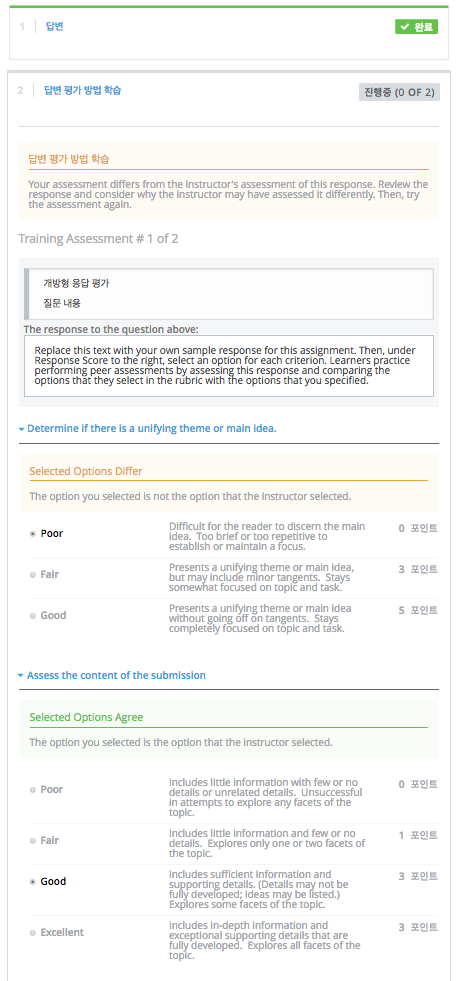 1 답변 ✔ 완료
2 답변 평가 방법 학습 진행중 (0 OF 2)
답변 평가 방법 학습
Your assessment differs from the instructor's assessment of this response. Review the
response and consider why the instructor may have assessed it differently. Then, try
the assessment again.
Training Assessment # 1 of 2
개방형 응답 평가
질문 내용
The response to the question above:
Replace this text with your own sample response for this assignment. Then, under
Response Score to the right, select an option for each criterion. Learners practice
performing peer assessments by assessing this response and comparing the
options that they select in the rubric with the options that you specified.
Determine if there is a unifying theme or main idea.
Selected Options Differ
The option you selected is not the option that the instructor selected.
Poor Difficult for the reader to discern the main 0 포인트
idea. Too brief or too repetitive to
establish or maintain a focus.
Fair Presents a unifying theme or main idea, 3 포인트
but may include minor tangents. Stays
somewhat focused on topic and task.
Good Presents a unifying theme or main idea 5 포인트
without going off on tangents. Stays
completely focused on topic and task.
Assess the content of the submission
Selected Options Agree
The option you selected is the option that the instructor selected.
Poor Includes little information with few or no 0 포인트
details or unrelated details. Unsuccessful
in attempts to explore any facets of the
topic.
Fair Includes little information and few or no 1 포인트
details. Explores only one or two facets of
the topic.
Good Includes sufficient information and 3 포인트
supporting details. (Details may not be
fully developed; ideas may be listed.)
Explores some facets of the topic.
Excellent Includes in-depth information and 3 포인트
exceptional supporting details that are
fully developed. Explores all facets of the
topic.